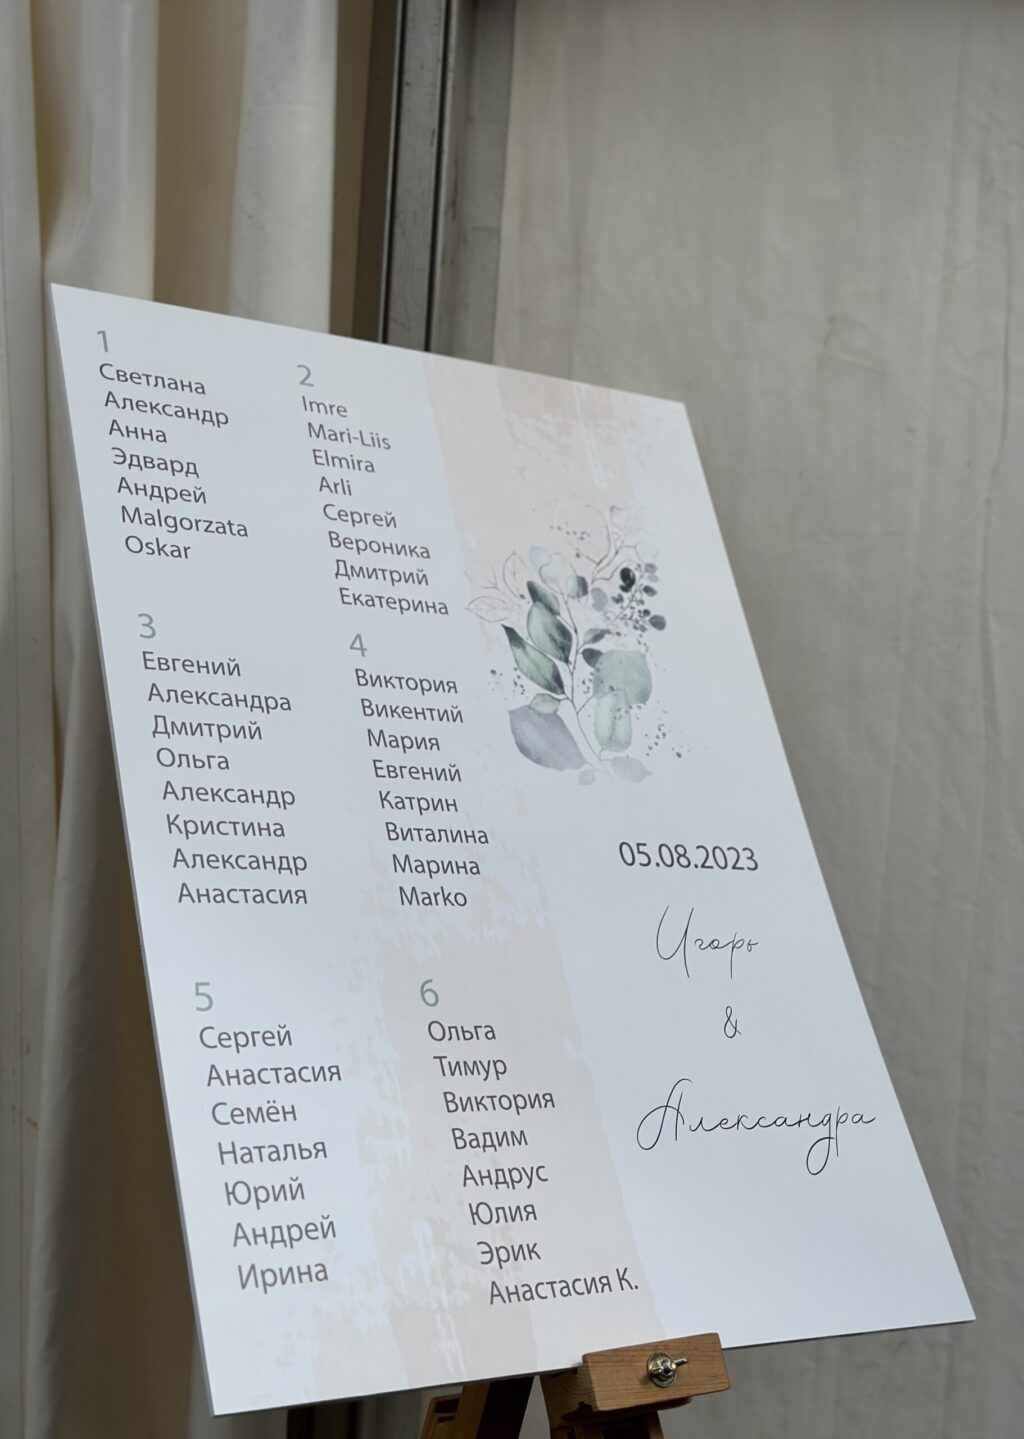 1
Светлана
Александр
Анна
Эдвард
Андрей
Malgorzata
Oskar
2
Imre
Mari-Liis
Elmira
Arli
Сергей
Вероника
Дмитрий
Екатерина
3
Евгений
Александра
Дмитрий
Ольга
Александр
Кристина
Александр
Анастасия
4
Виктория
Викентий
Мария
Евгений
Катрин
Виталина
Марина
Marko
5
Сергей
Анастасия
Семён
Наталья
Юрий
Андрей
Ирина
6
Ольга
Тимур
Виктория
Вадим
Андрус
Юлия
Эрик
Анастасия К.
05.08.2023
Игорь
&
Александра